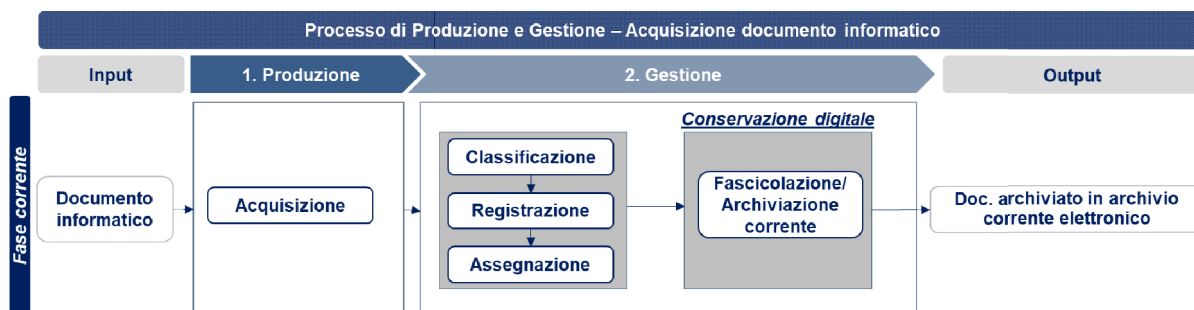 Processo di Produzione e Gestione – Acquisizione documento informatico
Input
1. Produzione
2. Gestione
Output
Fase corrente
Documento
informatico
Acquisizione
Classificazione
Registrazione
Assegnazione
Conservazione digitale
Fascicolazione/
Archiviazione
corrente
Doc. archiviato in archivio
corrente elettronico